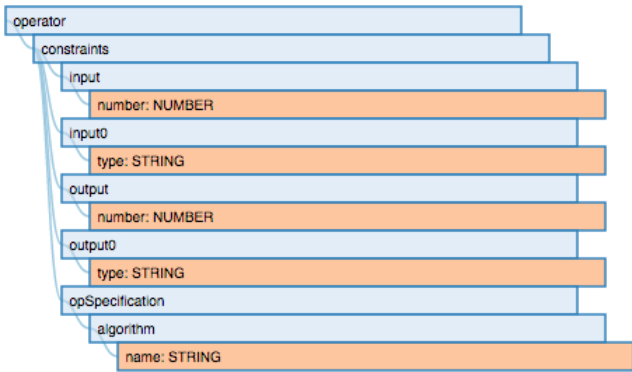 operator
constraints
input
number: NUMBER
input0
type: STRING
output
number: NUMBER
output0
type: STRING
opSpecification
algorithm
name: STRING